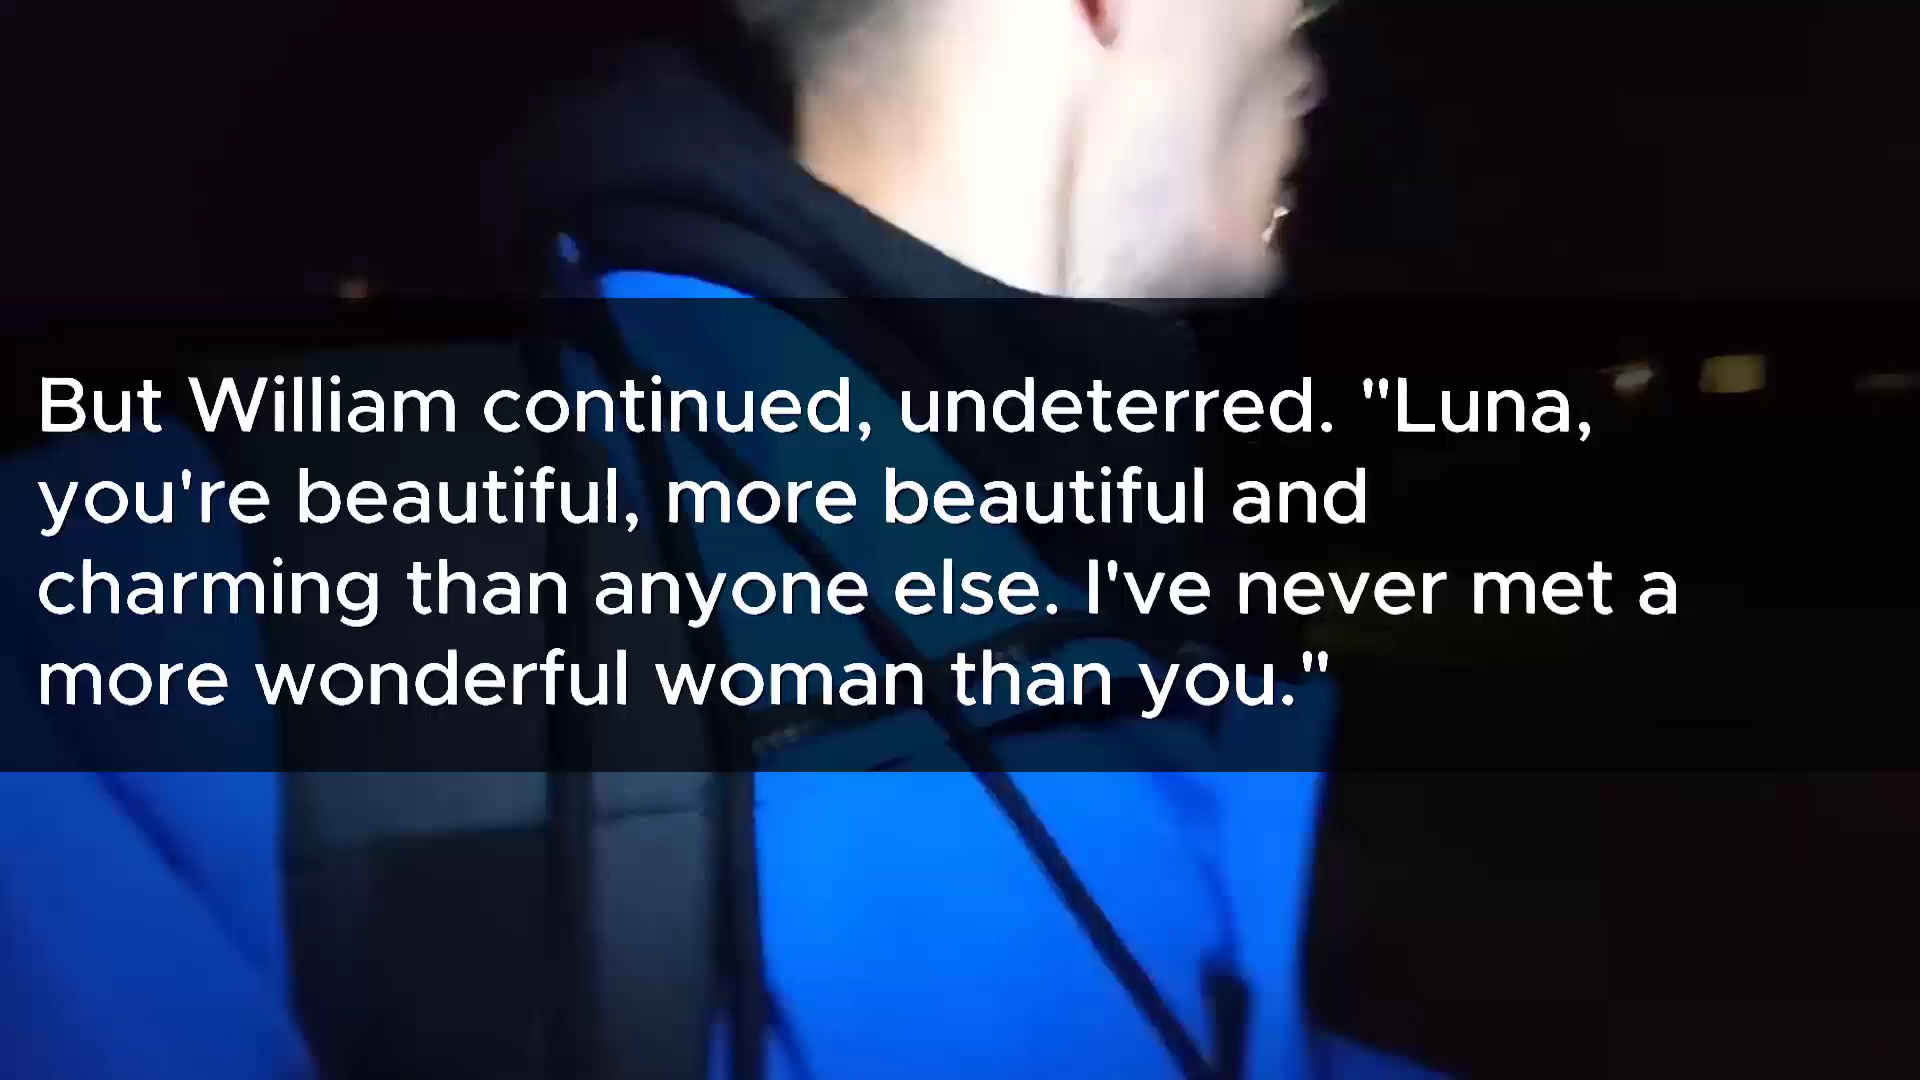 But William continued, undeterred. "Luna,
you're beautiful, more beautiful and
charming than anyone else. I've never met a
more wonderful woman than you."